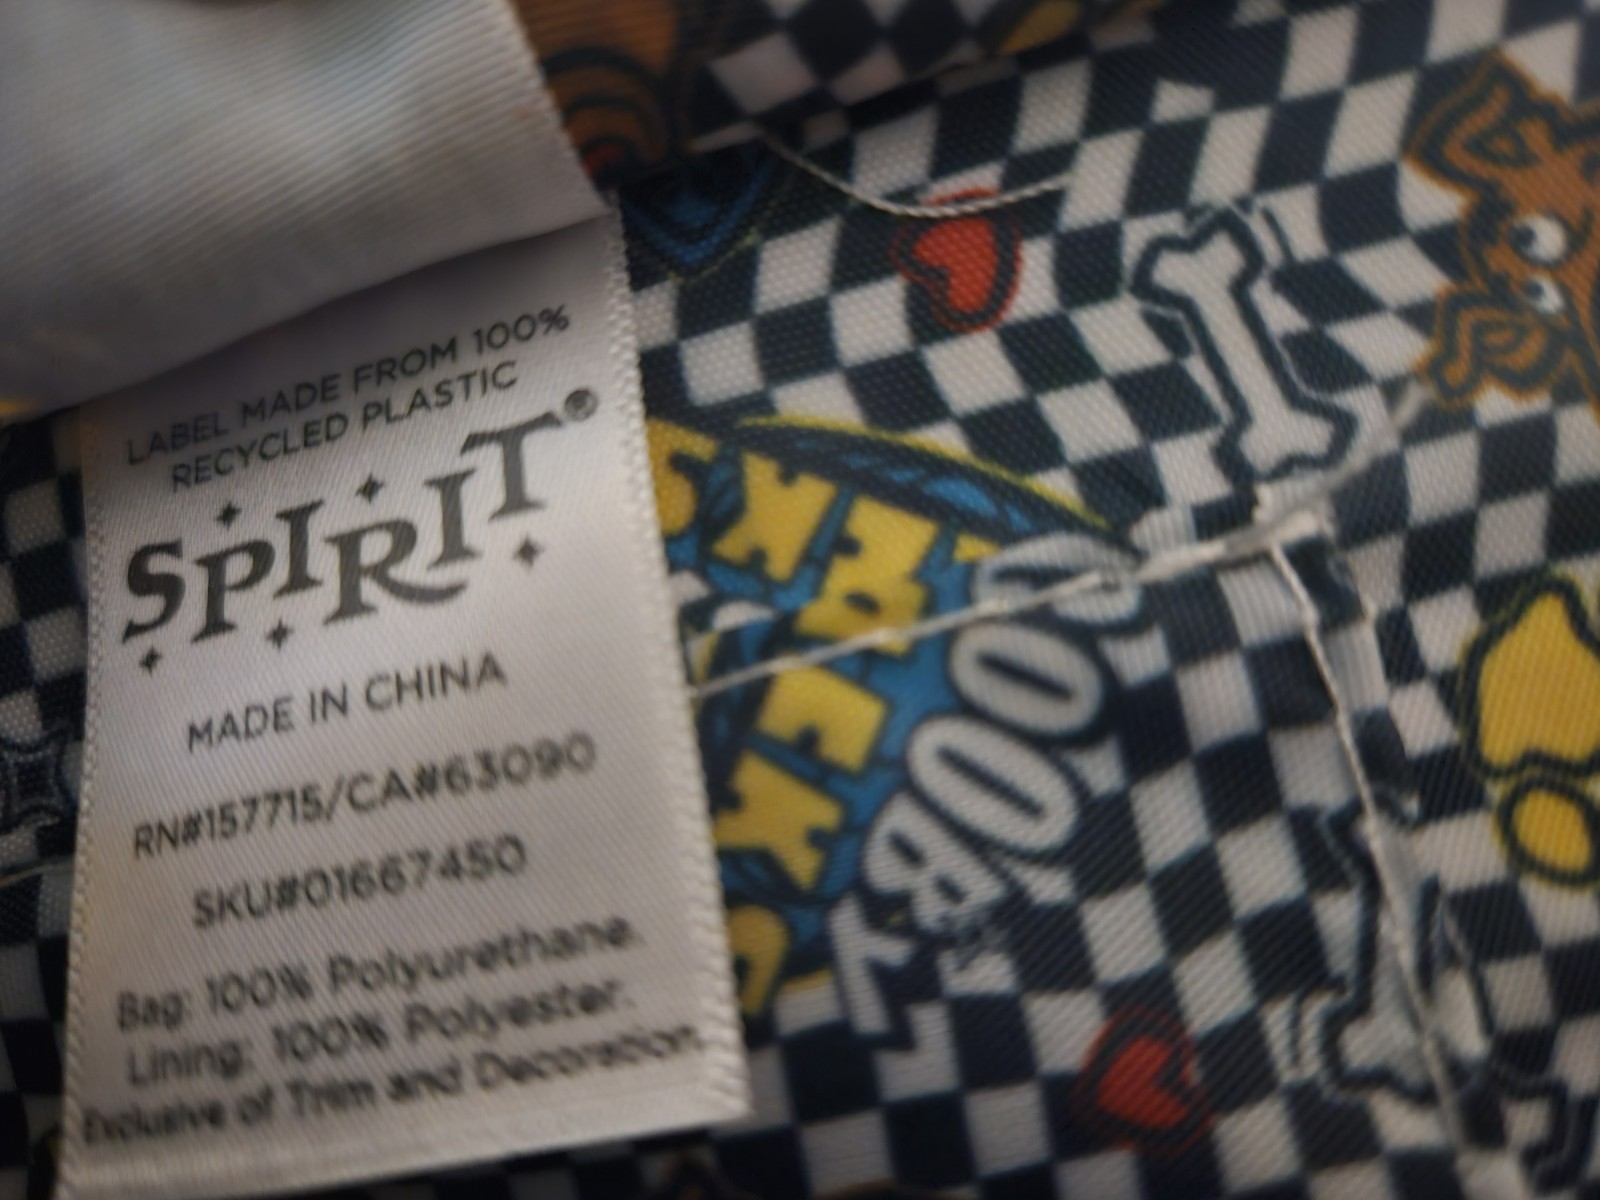 LABEL MADE FROM 100%
RECYCLED PLASTIC
SPIRIT®
MADE IN CHINA
RN#157715/CA#63090
SKU#01667450
Bag: 100% Polyurethane.
Lining: 100% Polyester.
Exclusive of Trim and Decoration.